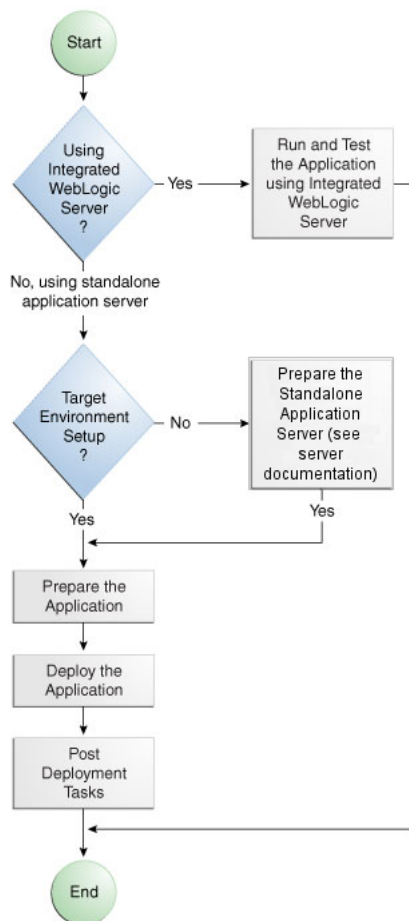 Start
Using
Integrated
WebLogic
Server
?
Yes
Run and Test
the Application
using Integrated
WebLogic
Server
No, using standalone
application server
Target
Environment
Setup
?
No
Prepare the
Standalone
Application
Server (see
server
documentation)
Yes
Yes
Prepare the
Application
Deploy the
Application
Post
Deployment
Tasks
End